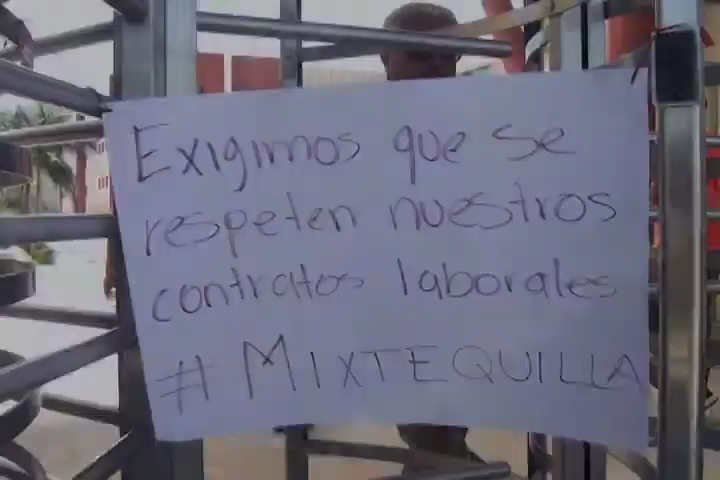 Exigimos que se
respeten nuestros
contratos laborales
# MIXTEQUILLA